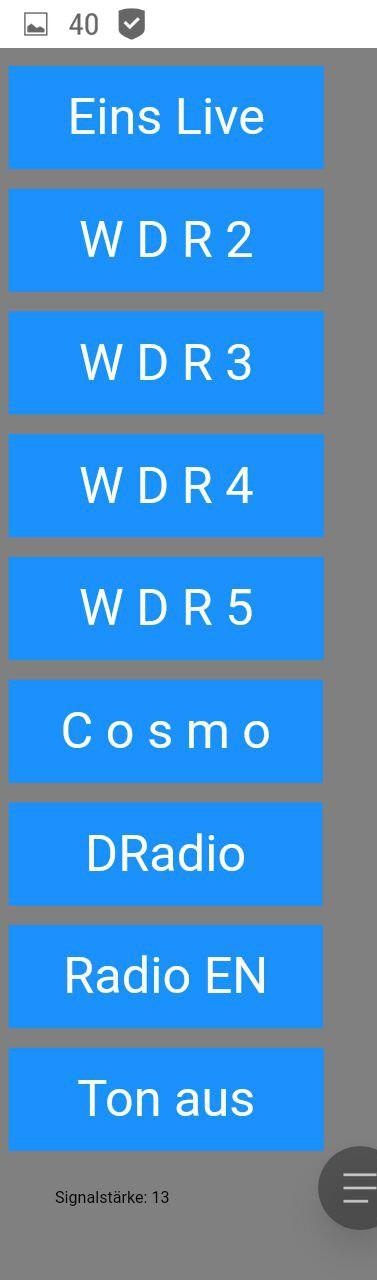 40
Eins Live
W D R 2
W D R 3
W D R 4
W D R 5
C o s m o
DRadio
Radio EN
Ton aus
Signalstärke: 13